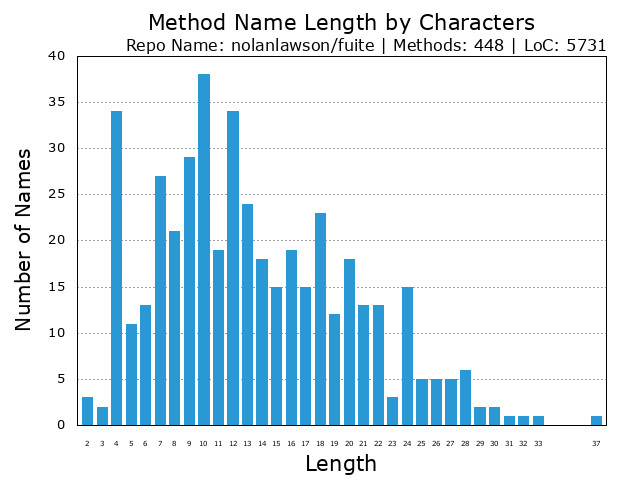 Method Name Length by Characters
Repo Name: nolanlawson/fuite | Methods: 448 | LoC: 5731
40
35
30
25
20
15
10
5
0
Number of Names
2 3 4 5 6 7 8 9 10 11 12 13 14 15 16 17 18 19 20 21 22 23 24 25 26 27 28 29 30 31 32 33 37
Length